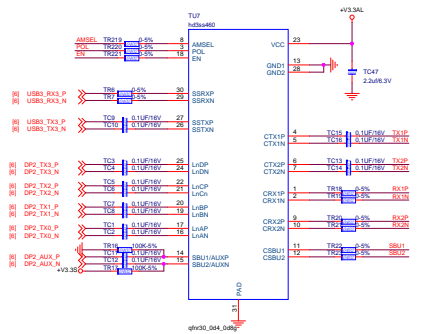 TU7
hd3ss460
+V3.3AL
AMSEL TR219 0-5% 8 AMSEL VCC 23
POL TR220 0-5% 3 POL
EN TR221 0-5% 18 EN
GND1 13
GND2 28
TC47
2.2uf/6.3V
[6] USB3_RX3_P TR6 0-5% 30 SSRXP
[6] USB3_RX3_N TR7 0-5% 29 SSRXN
[6] USB3_TX3_P TC9 0.1UF/16V 27 SSTXP
[6] USB3_TX3_N TC10 0.1UF/16V 26 SSTXN
CTX1P 4 TC15 0.1UF/16V TX1P
CTX1N 5 TC16 0.1UF/16V TX1N
[6] DP2_TX3_P TC3 0.1UF/16V 25 LnDP
[6] DP2_TX3_N TC4 0.1UF/16V 24 LnDN
CTX2P 6 TC13 0.1UF/16V TX2P
CTX2N 7 TC14 0.1UF/16V TX2N
[6] DP2_TX2_P TC5 0.1UF/16V 22 LnCP
[6] DP2_TX2_N TC6 0.1UF/16V 21 LnCN
CRX1P 1 TR18 0-5% RX1P
CRX1N 2 0-5% RX1N
[6] DP2_TX1_P TC7 0.1UF/16V 20 LnBP
[6] DP2_TX1_N TC8 0.1UF/16V 19 LnBN
CRX2P 9 TR20 0-5% RX2P
CRX2N 10 0-5% RX2N
[6] DP2_TX0_P TC1 0.1UF/16V 17 LnAP
[6] DP2_TX0_N TC2 0.1UF/16V 16 LnAN
TR16 100K-5%
CSBU1 11 TR22 0-5% SBU1
CSBU2 12 0-5% SBU2
[6] DP2_AUX_P 0.1UF/16V 14 SBU1/AUXP
[6] DP2_AUX_N 0.1UF/16V 15 SBU2/AUXN
+V3.3S 100K-5%
PAD
31